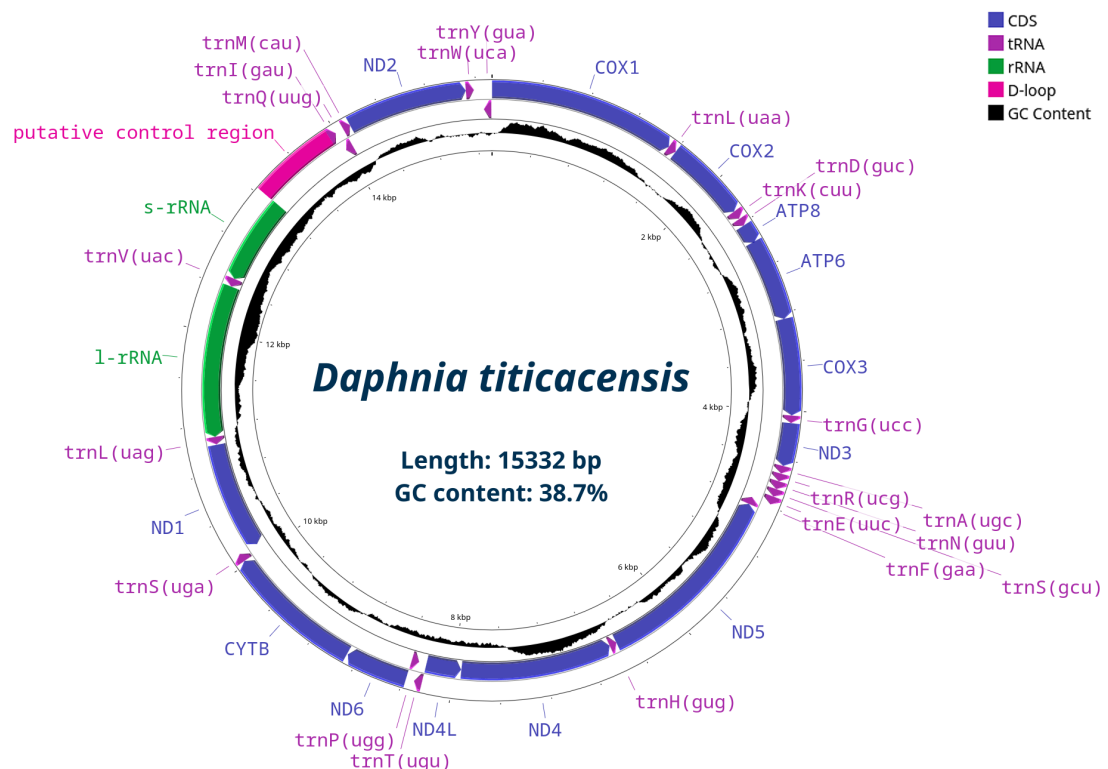 CDS
tRNA
rRNA
D-loop
GC Content
trnY(gua)
trnW(uca)
trnM(cau)
ND2
COX1
trnI(gau)
trnQ(uug)
putative control region
trnL(uaa)
COX2
trnD(guc)
trnK(cuu)
ATP8
s-rRNA
14 kbp
2 kbp
trnV(uac)
ATP6
12 kbp
l-rRNA
COX3
Daphnia titicacensis
4 kbp
trnG(ucc)
trnL(uag)
ND3
Length: 15332 bp
GC content: 38.7%
trnR(ucg)
trnA(ugc)
10 kbp
ND1
trnE(uuc)
trnN(guu)
trnF(gaa)
6 kbp
trnS(uga)
trnS(gcu)
8 kbp
ND5
CYTB
trnH(gug)
ND6
ND4L
ND4
trnP(ugg)
trnT(ugu)